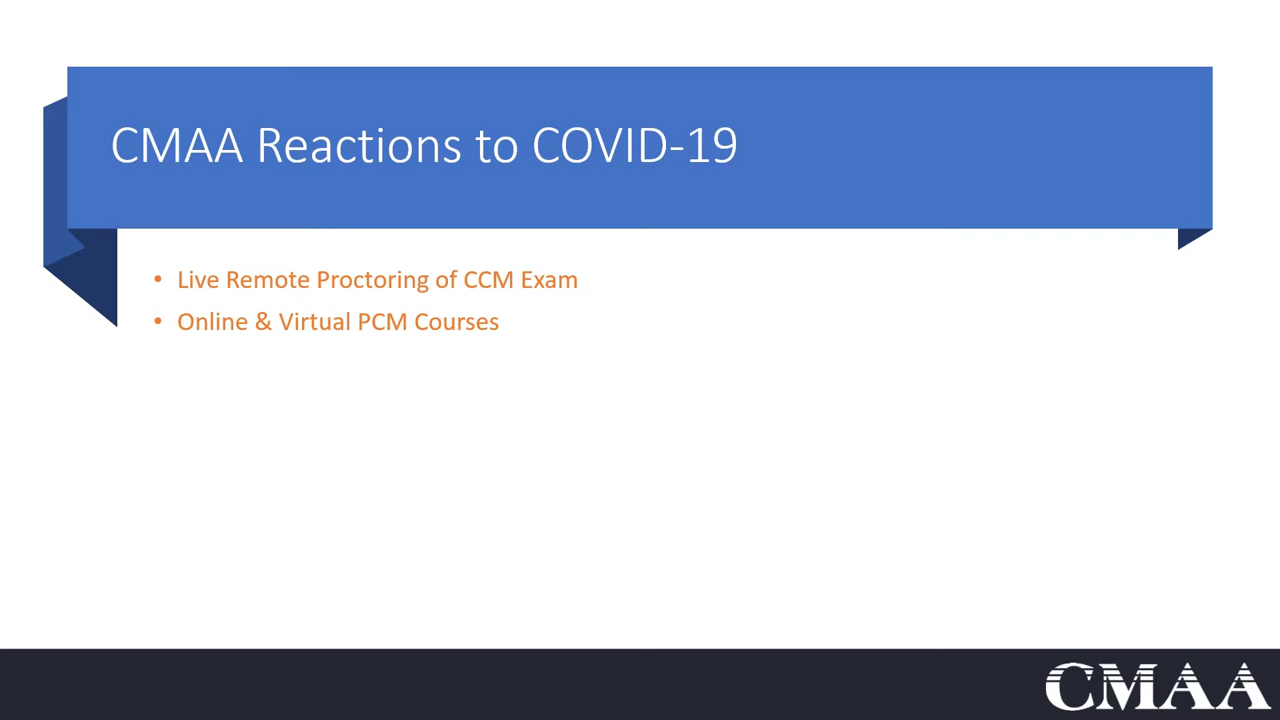 CMAA Reactions to COVID-19
• Live Remote Proctoring of CCM Exam
• Online & Virtual PCM Courses
CMAA